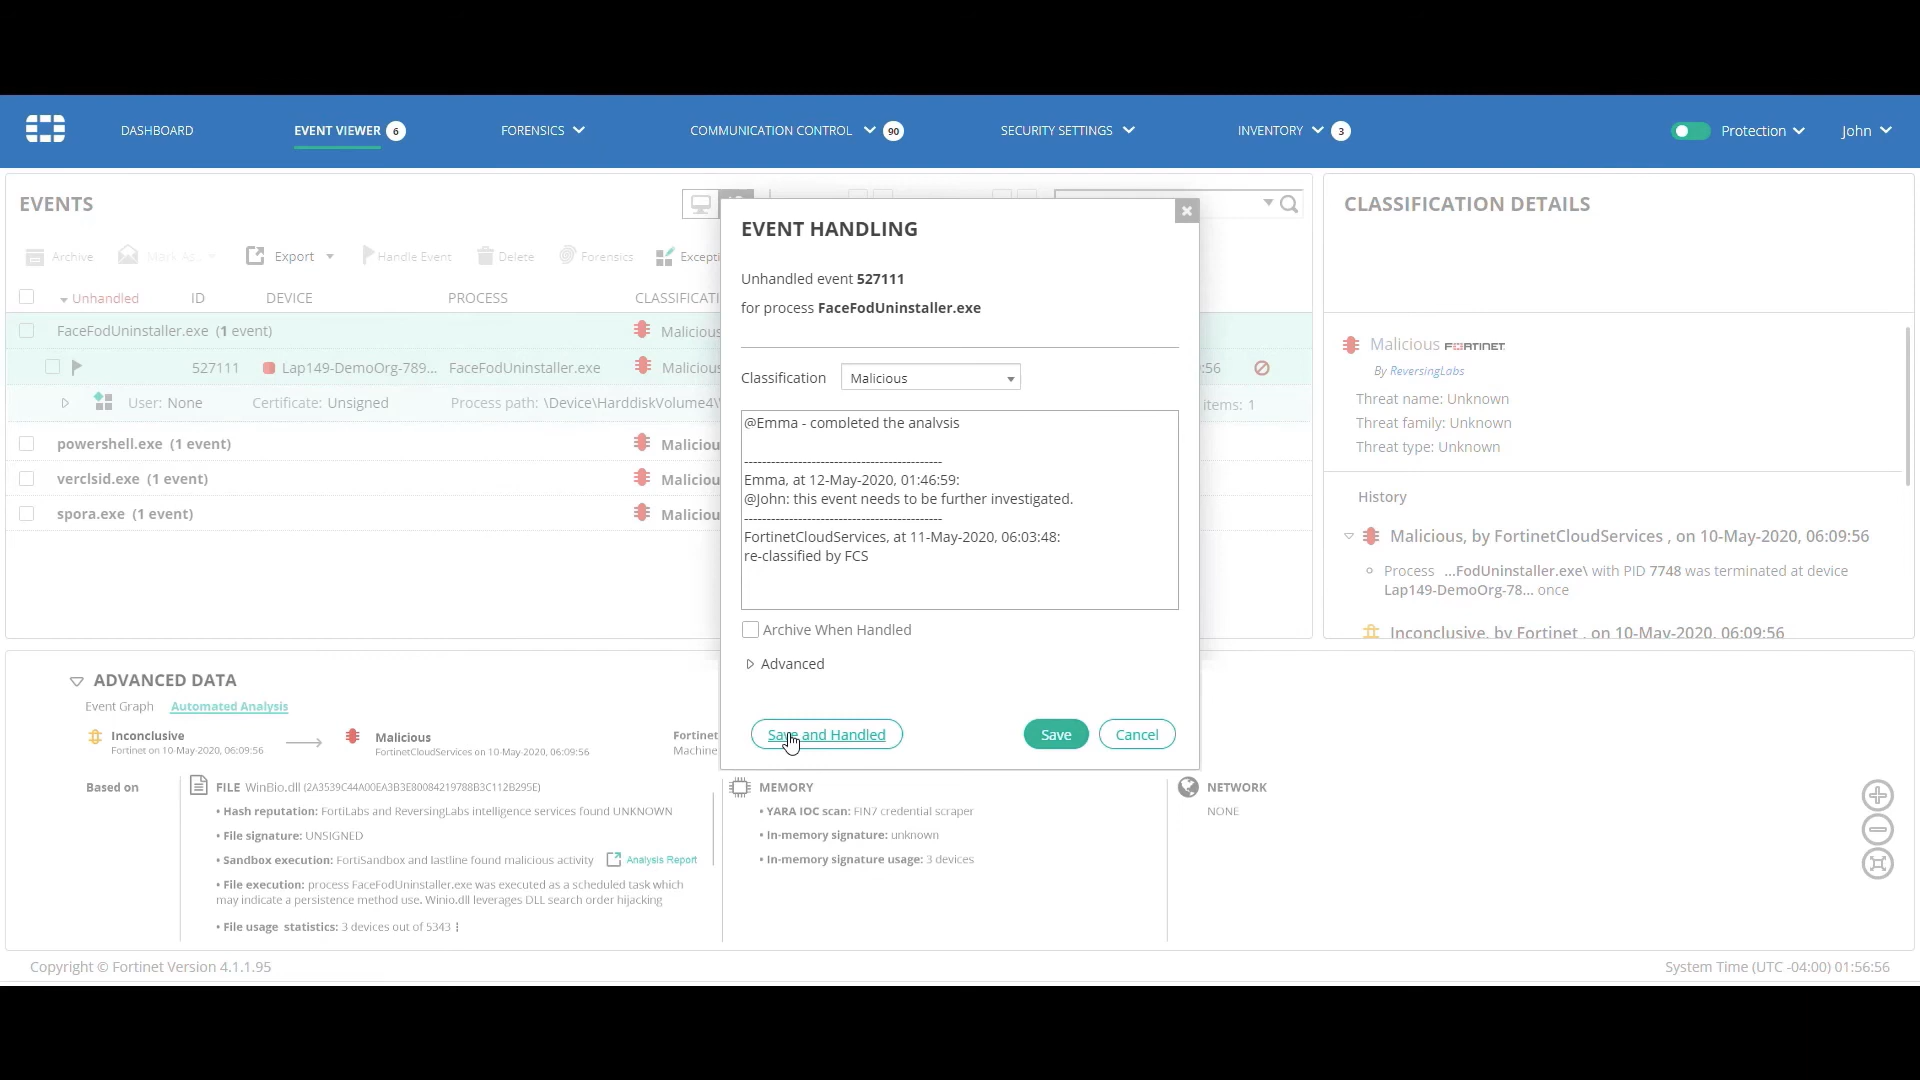 DASHBOARD
EVENT VIEWER 6
FORENSICS
COMMUNICATION CONTROL 90
SECURITY SETTINGS
INVENTORY 3
Protection
John
EVENTS
Archive
Mark As...
Export
Handle Event
Delete
Forensics
Excepti
Unhandled
ID
DEVICE
PROCESS
CLASSIFICATI
FaceFodUninstaller.exe (1 event)
Malicious
527111
Lap149-DemoOrg-789...
FaceFodUninstaller.exe
Malicious
:56
User: None
Certificate: Unsigned
Process path: \Device\HarddiskVolume4\
items: 1
powershell.exe (1 event)
Maliciou
verclsid.exe (1 event)
Maliciou
spora.exe (1 event)
Maliciou
EVENT HANDLING
Unhandled event 527111
for process FaceFodUninstaller.exe
Classification
Malicious
@Emma - completed the analysis
-------------------------------------------
Emma, at 12-May-2020, 01:46:59:
@John: this event needs to be further investigated.
-------------------------------------------
FortinetCloudServices, at 11-May-2020, 06:03:48:
re-classified by FCS
Archive When Handled
Advanced
Save and Handled
Save
Cancel
CLASSIFICATION DETAILS
Malicious FORTINET
By ReversingLabs
Threat name: Unknown
Threat family: Unknown
Threat type: Unknown
History
Malicious, by FortinetCloudServices , on 10-May-2020, 06:09:56
Process ...FodUninstaller.exe\ with PID 7748 was terminated at device
Lap149-DemoOrg-78... once
Inconclusive, by Fortinet , on 10-May-2020, 06:09:56
ADVANCED DATA
Event Graph
Automated Analysis
Inconclusive
Fortinet on 10-May-2020, 06:09:56
Malicious
FortinetCloudServices on 10-May-2020, 06:09:56
Fortinet
Machine
Based on
FILE WinBio.dll (2A3539C44A00EA3B3E80084219788B3C112B295E)
• Hash reputation: FortiLabs and ReversingLabs intelligence services found UNKNOWN
• File signature: UNSIGNED
• Sandbox execution: FortiSandbox and lastline found malicious activity
Analysis Report
• File execution: process FaceFodUninstaller.exe was executed as a scheduled task which
may indicate a persistence method use. Winio.dll leverages DLL search order hijacking
• File usage statistics: 3 devices out of 5343
MEMORY
• YARA IOC scan: FIN7 credential scraper
• In-memory signature: unknown
• In-memory signature usage: 3 devices
NETWORK
NONE
Copyright © Fortinet Version 4.1.1.95
System Time (UTC -04:00) 01:56:56